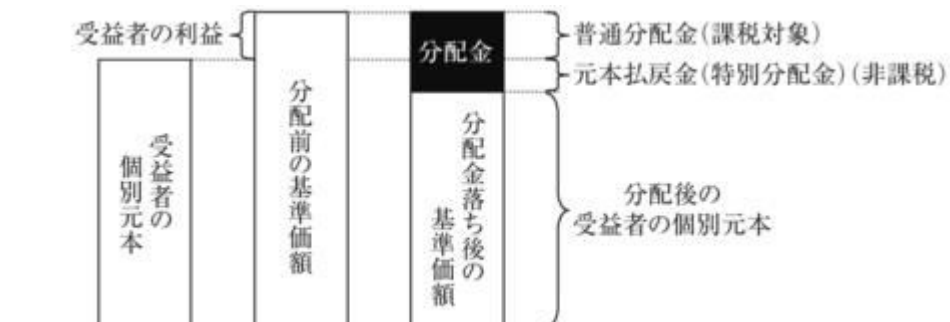 受益者の利益
分配金
普通分配金(課税対象)
元本払戻金(特別分配金)(非課税)
受益者の
個別元本
分配前の基準価額
分配金落ち後の
基準価額
分配後の
受益者の個別元本